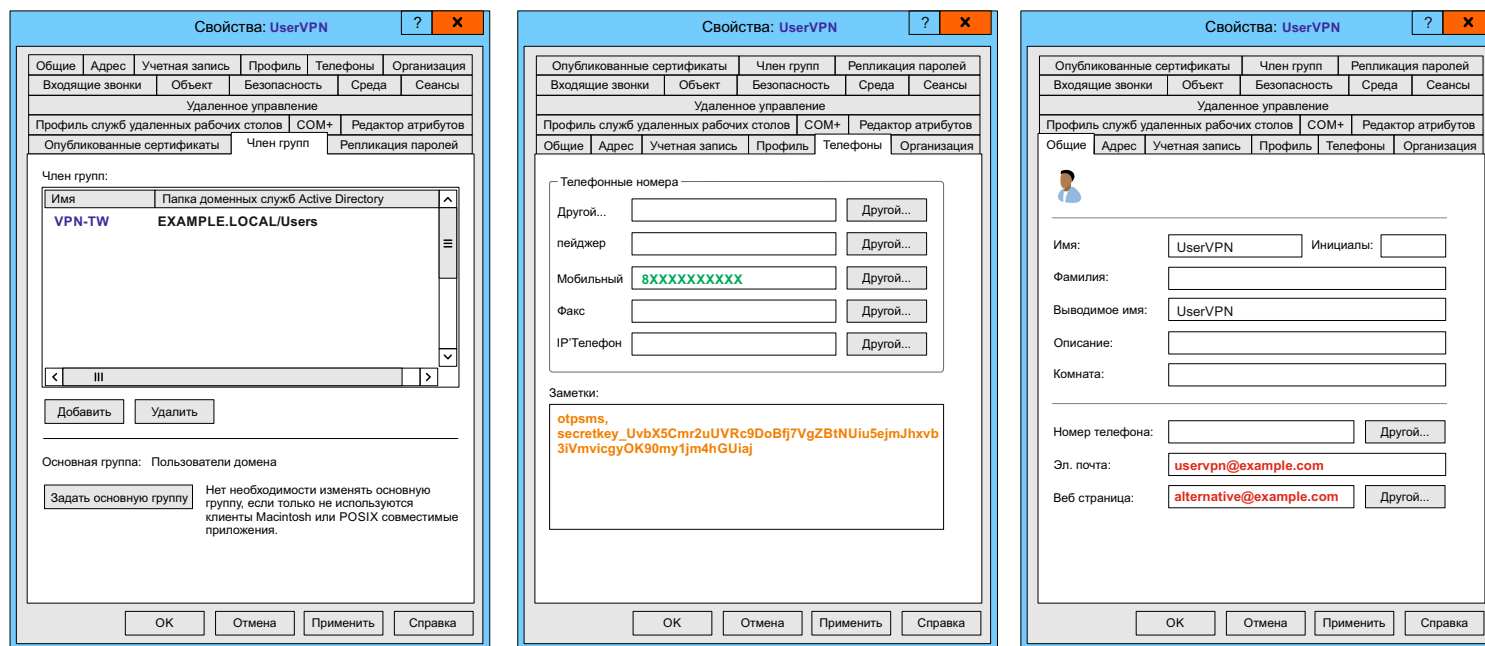 Свойства: UserVPN
?
X
Общие Адрес Учетная запись Профиль Телефоны Организация
Входящие звонки Объект Безопасность Среда Сеансы
Удаленное управление
Профиль служб удаленных рабочих столов COM+ Редактор атрибутов
Опубликованные сертификаты Член групп Репликация паролей
Член групп:
Имя Папка доменных служб Active Directory
VPN-TW EXAMPLE.LOCAL/Users
Добавить Удалить
Основная группа: Пользователи домена
Задать основную группу
Нет необходимости изменять основную
группу, если только не используются
клиенты Macintosh или POSIX совместимые
приложения.
OK Отмена Применить Справка
Свойства: UserVPN
?
X
Опубликованные сертификаты Член групп Репликация паролей
Входящие звонки Объект Безопасность Среда Сеансы
Удаленное управление
Профиль служб удаленных рабочих столов COM+ Редактор атрибутов
Общие Адрес Учетная запись Профиль Телефоны Организация
Телефонные номера
Другой... Другой...
пейджер Другой...
Мобильный 8XXXXXXXXXX Другой...
Факс Другой...
IP'Телефон Другой...
Заметки:
otpsms,
secretkey_UvbX5Cmr2uUVRc9DoBfj7VgZBtNUiu5ejmJhxvb
3iVmvicgyOK90my1jm4hGUiaj
OK Отмена Применить Справка
Свойства: UserVPN
?
X
Опубликованные сертификаты Член групп Репликация паролей
Входящие звонки Объект Безопасность Среда Сеансы
Удаленное управление
Профиль служб удаленных рабочих столов COM+ Редактор атрибутов
Общие Адрес Учетная запись Профиль Телефоны Организация
Имя: UserVPN Инициалы:
Фамилия:
Выводимое имя: UserVPN
Описание:
Комната:
Номер телефона: Другой...
Эл. почта: uservpn@example.com
Веб страница: alternative@example.com Другой...
OK Отмена Применить Справка